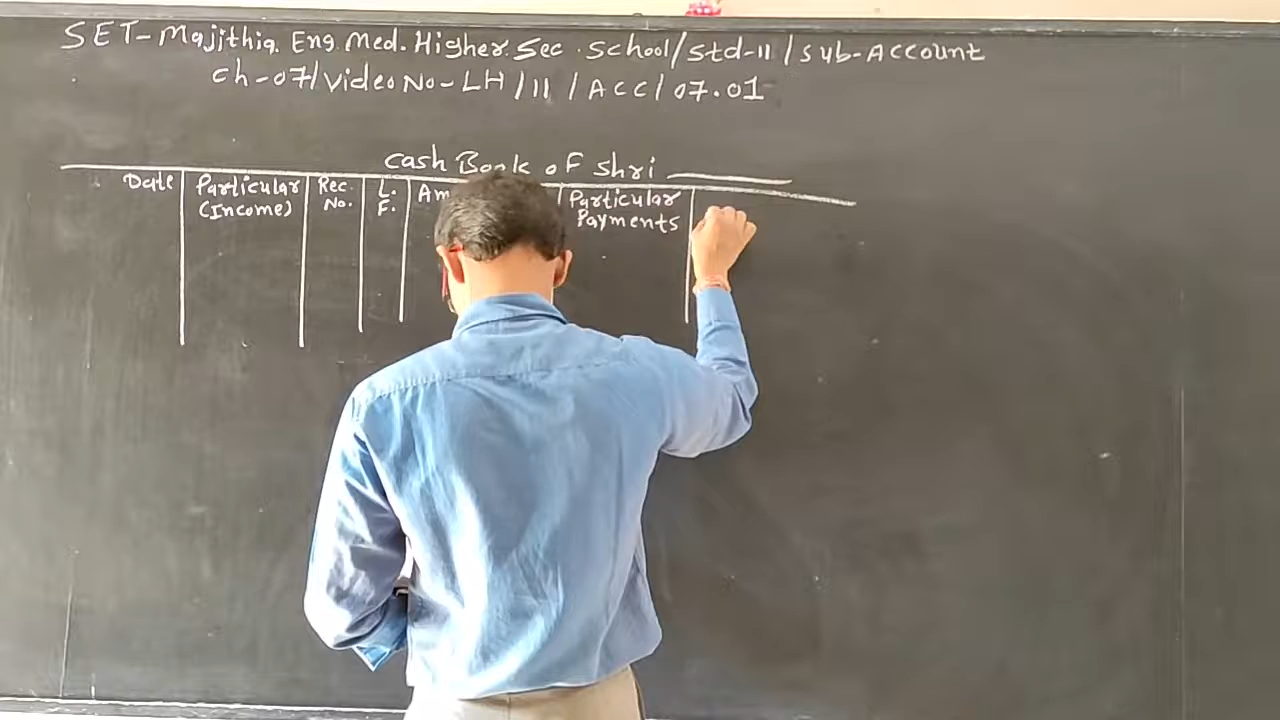 SET-Majithia Eng. Med. Higher. Sec. School/Std-11/Sub-Account
Ch-07/Video No-LH/11/ACC/07.01
Cash Book of Shri
Date Particular (Income) Rec. No. L. F. Am Particular Payments